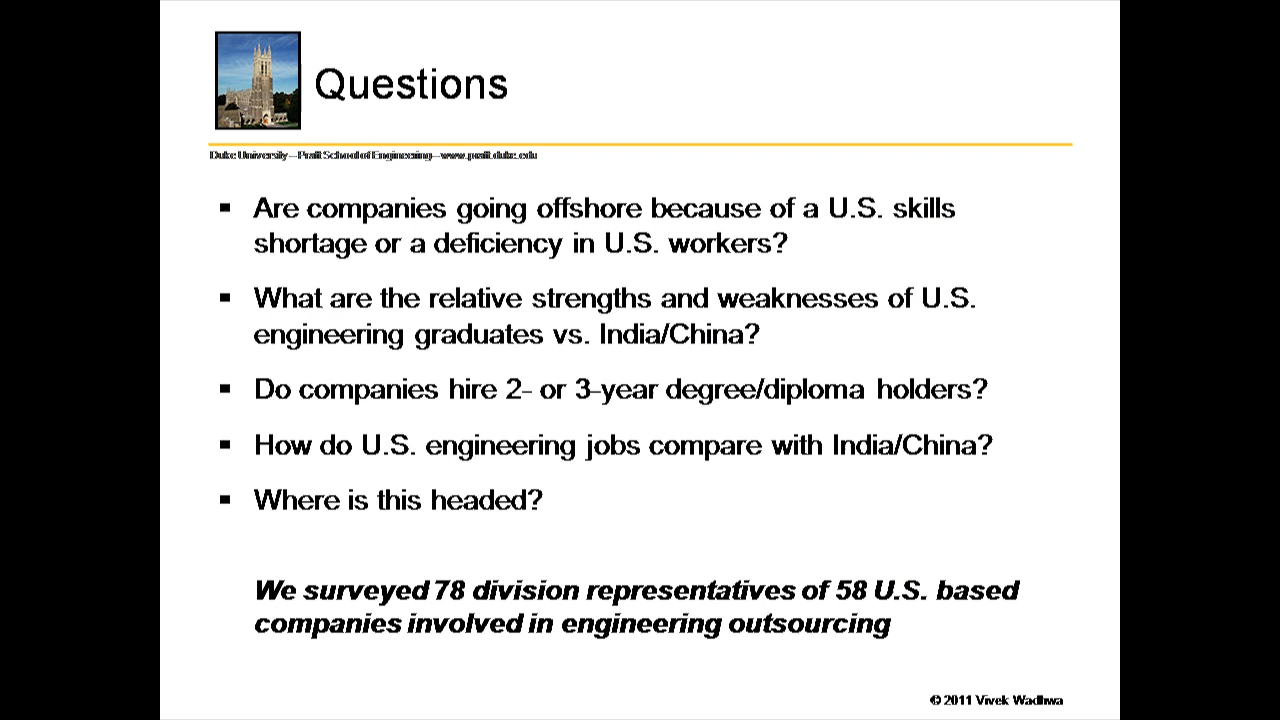 Questions
Duke University – Pratt School of Engineering – www.pratt.duke.edu
▪ Are companies going offshore because of a U.S. skills
shortage or a deficiency in U.S. workers?
▪ What are the relative strengths and weaknesses of U.S.
engineering graduates vs. India/China?
▪ Do companies hire 2- or 3-year degree/diploma holders?
▪ How do U.S. engineering jobs compare with India/China?
▪ Where is this headed?
We surveyed 78 division representatives of 58 U.S. based
companies involved in engineering outsourcing
© 2011 Vivek Wadhwa